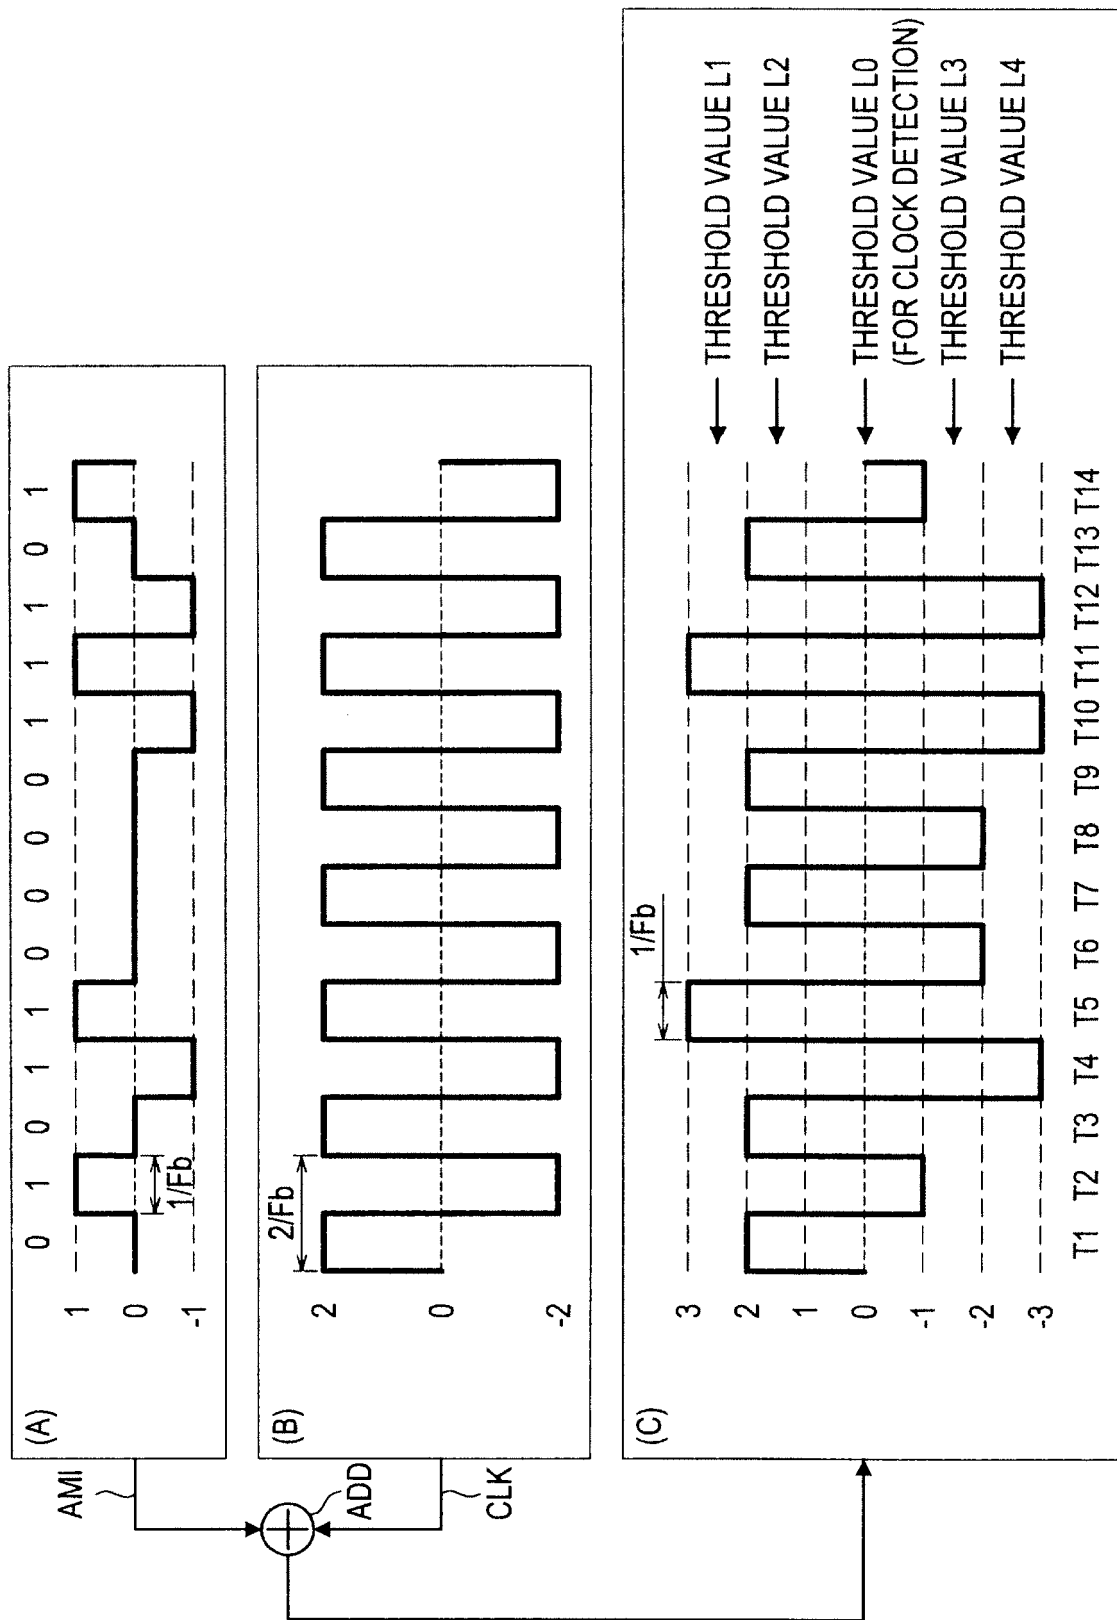 (A)
0 1 0 1 1 0 0 0 0 1 1 1 0 1
1
0
-1
1/Fb
AMI
ADD
CLK
(B)
2
0
-2
2/Fb
(C)
3
2
1
0
-1
-2
-3
1/Fb
THRESHOLD VALUE L1
THRESHOLD VALUE L2
THRESHOLD VALUE L0
(FOR CLOCK DETECTION)
THRESHOLD VALUE L3
THRESHOLD VALUE L4
T1 T2 T3 T4 T5 T6 T7 T8 T9 T10 T11 T12 T13 T14